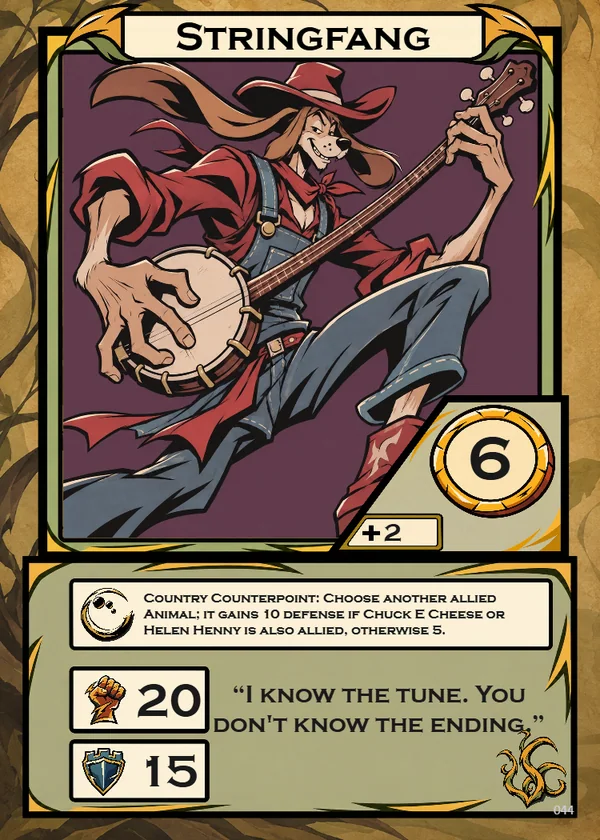 Stringfang
6
+2
Country Counterpoint: Choose another allied
Animal; it gains 10 defense if Chuck E Cheese or
Helen Henny is also allied, otherwise 5.
20
“I know the tune. You
don't know the ending.”
15
044